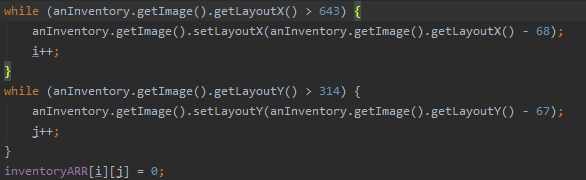 while (anInventory.getImage().getLayoutX() > 643) {
    anInventory.getImage().setLayoutX(anInventory.getImage().getLayoutX() - 68);
    i++;
}
while (anInventory.getImage().getLayoutY() > 314) {
    anInventory.getImage().setLayoutY(anInventory.getImage().getLayoutY() - 67);
    j++;
}
inventoryARR[i][j] = 0;